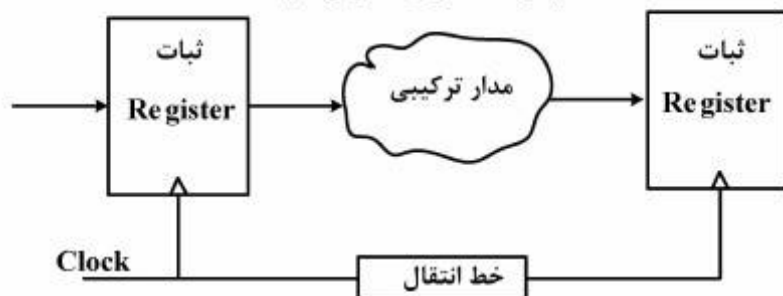 ثبات
Register
مدار ترکیبی
ثبات
Register
Clock
خط انتقال